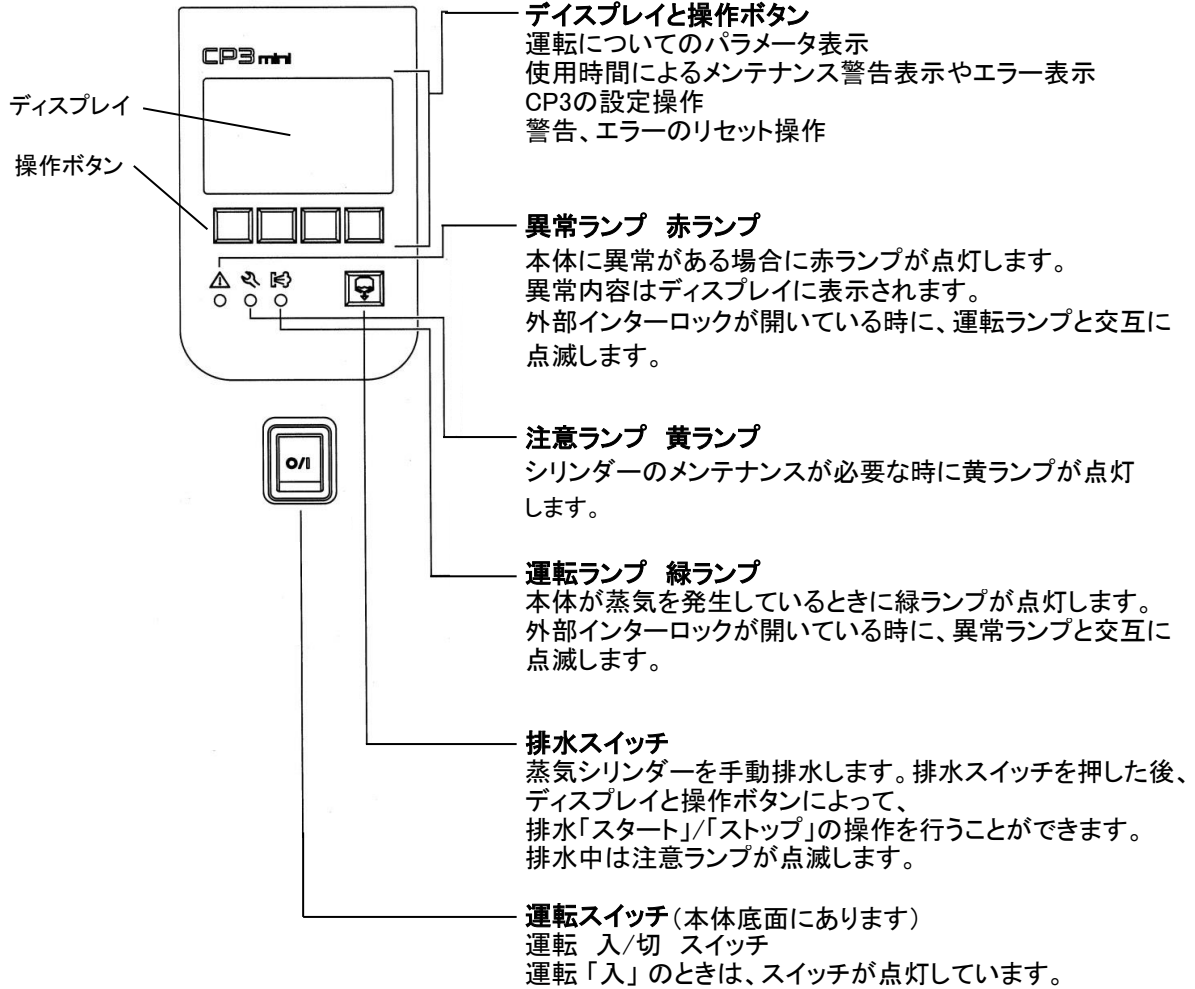 CP3 mini
ディスプレイ
操作ボタン
O/I
デイスプレイと操作ボタン
運転についてのパラメータ表示
使用時間によるメンテナンス警告表示やエラー表示
CP3の設定操作
警告、エラーのリセット操作
異常ランプ 赤ランプ
本体に異常がある場合に赤ランプが点灯します。
異常内容はディスプレイに表示されます。
外部インターロックが開いている時に、運転ランプと交互に
点滅します。
注意ランプ 黄ランプ
シリンダーのメンテナンスが必要な時に黄ランプが点灯
します。
運転ランプ 緑ランプ
本体が蒸気を発生しているときに緑ランプが点灯します。
外部インターロックが開いている時に、異常ランプと交互に
点滅します。
排水スイッチ
蒸気シリンダーを手動排水します。排水スイッチを押した後、
ディスプレイと操作ボタンによって、
排水「スタート」/「ストップ」の操作を行うことができます。
排水中は注意ランプが点滅します。
運転スイッチ(本体底面にあります)
運転 入/切 スイッチ
運転 「入」 のときは、スイッチが点灯しています。